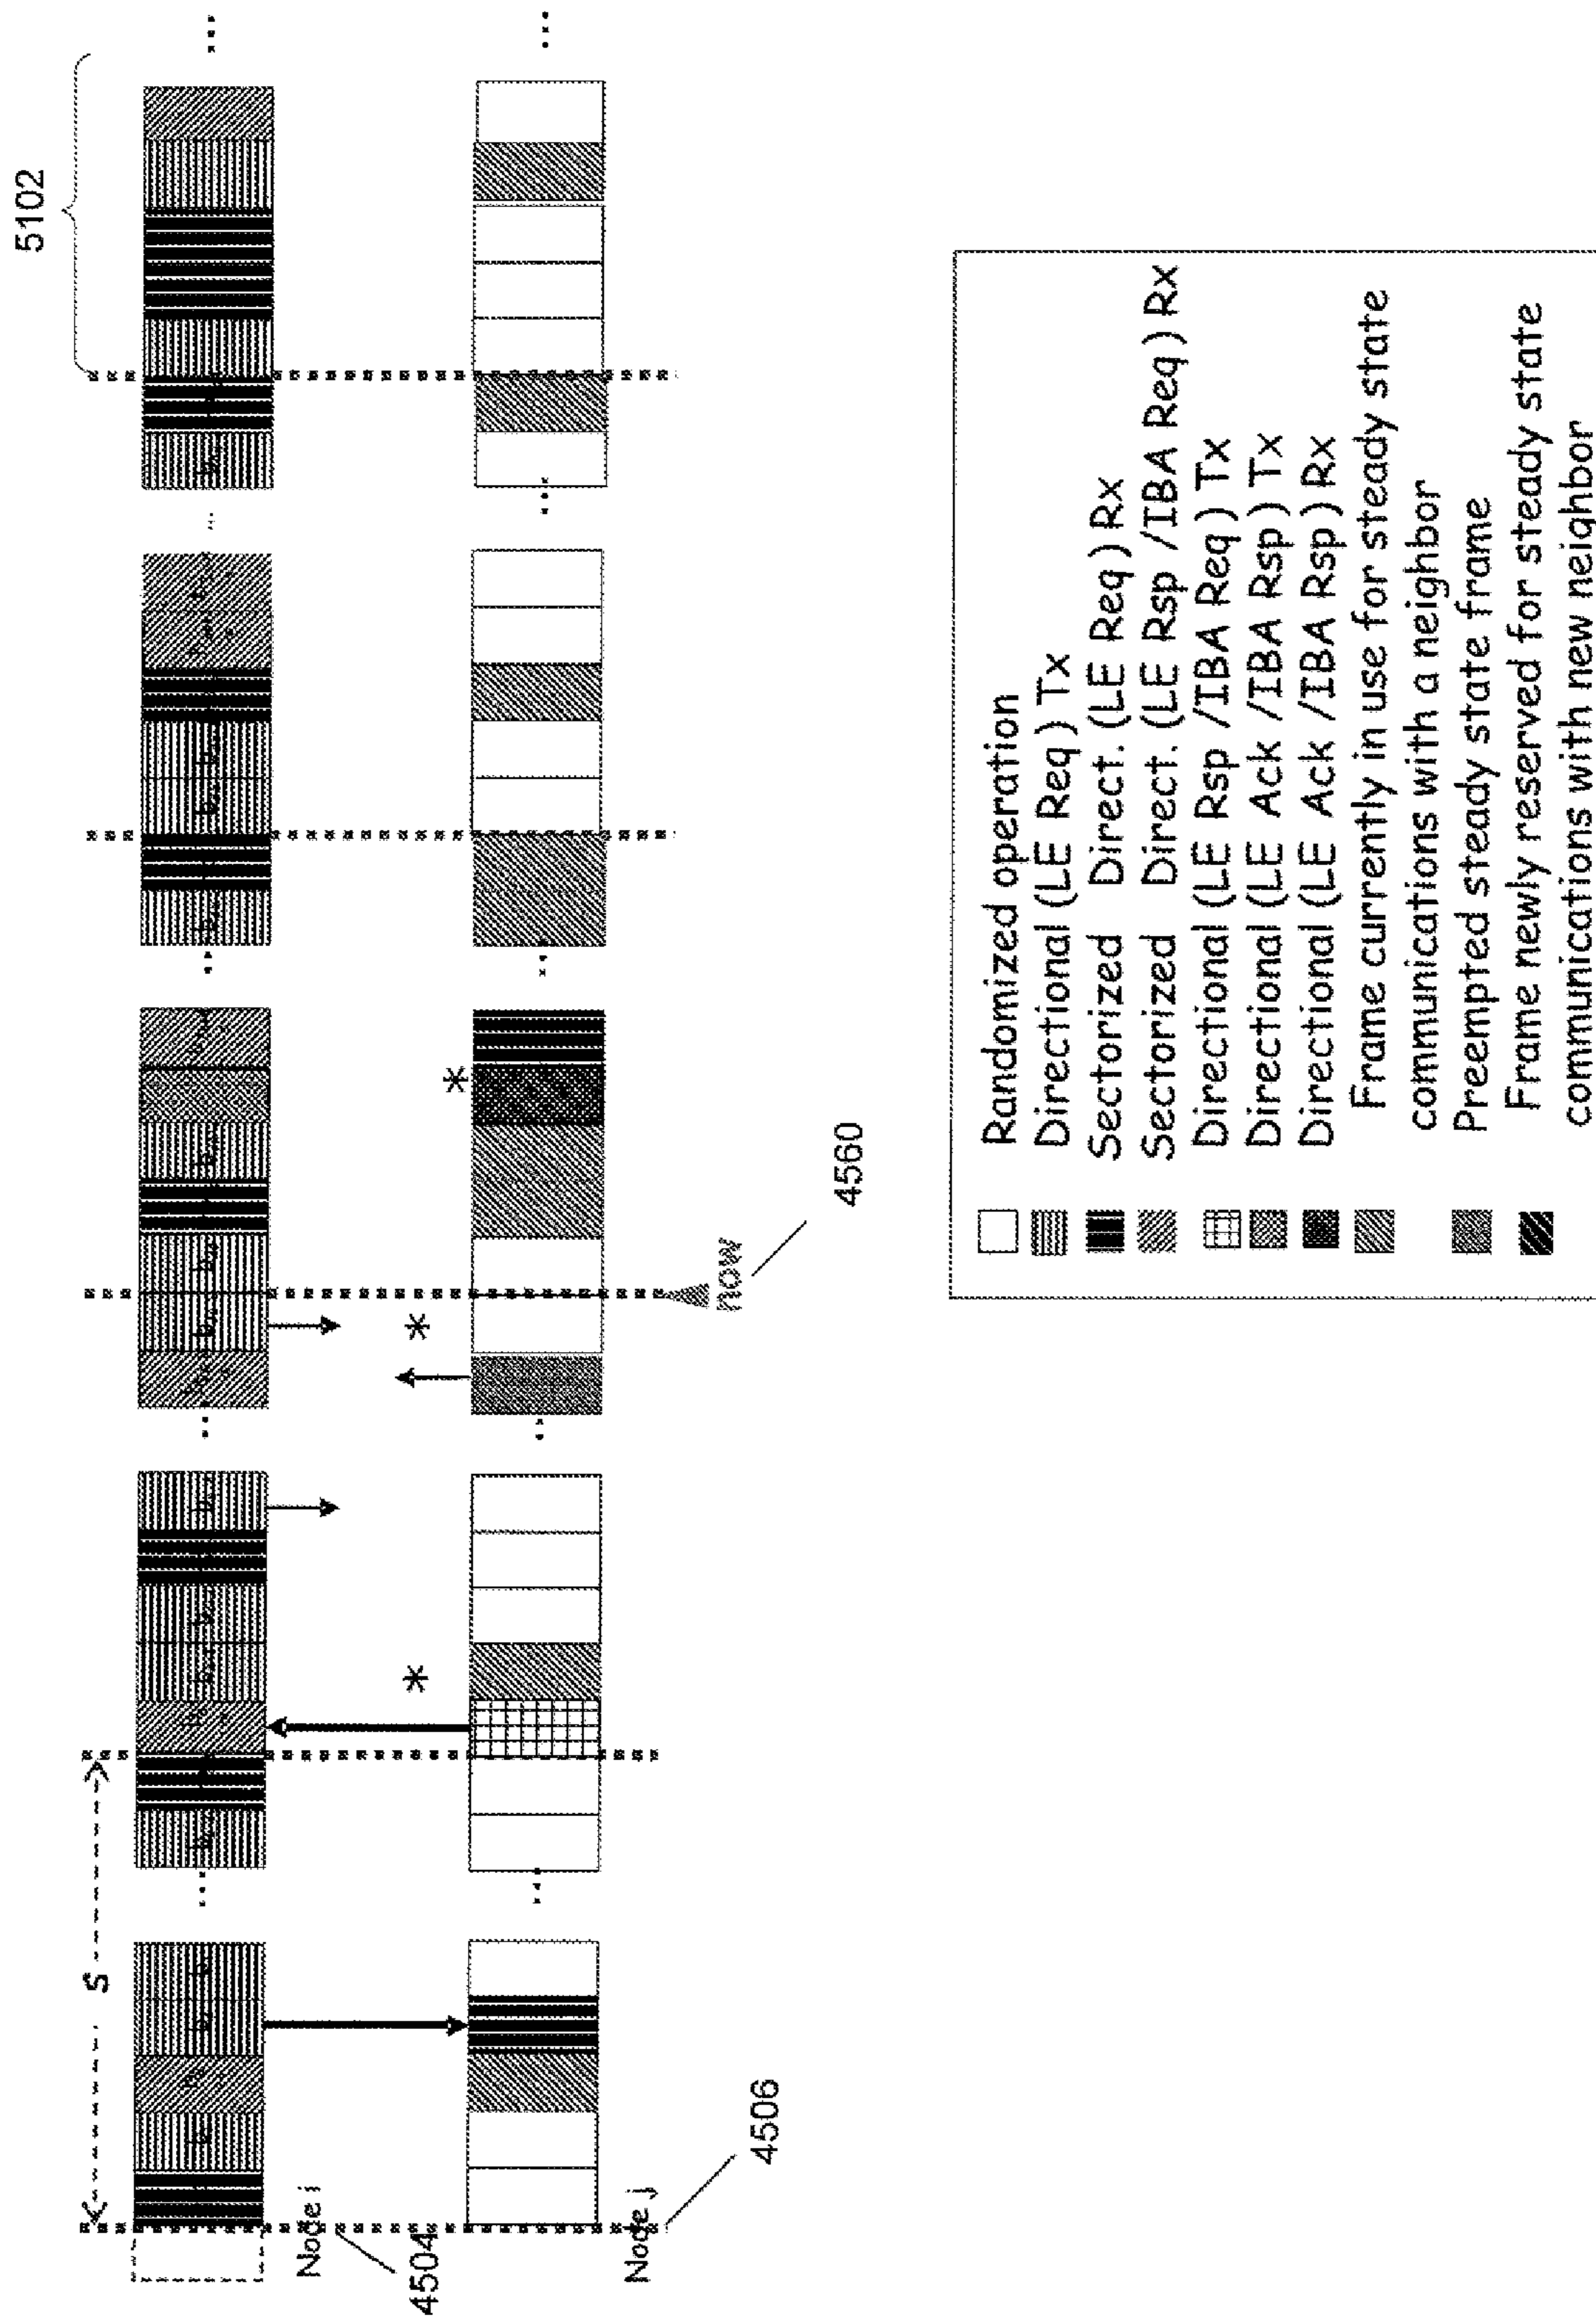 5102
S
now
4560
Node i
4504
Node j
4506
Randomized operation
Directional (LE Req) Tx
Sectorized Direct. (LE Req) Rx
Sectorized Direct. (LE Rsp /IBA Req) Rx
Directional (LE Rsp /IBA Req) Tx
Directional (LE Ack /IBA Rsp) Tx
Directional (LE Ack /IBA Rsp) Rx
Frame currently in use for steady state
communications with a neighbor
Preempted steady state frame
Frame newly reserved for steady state
communications with new neighbor